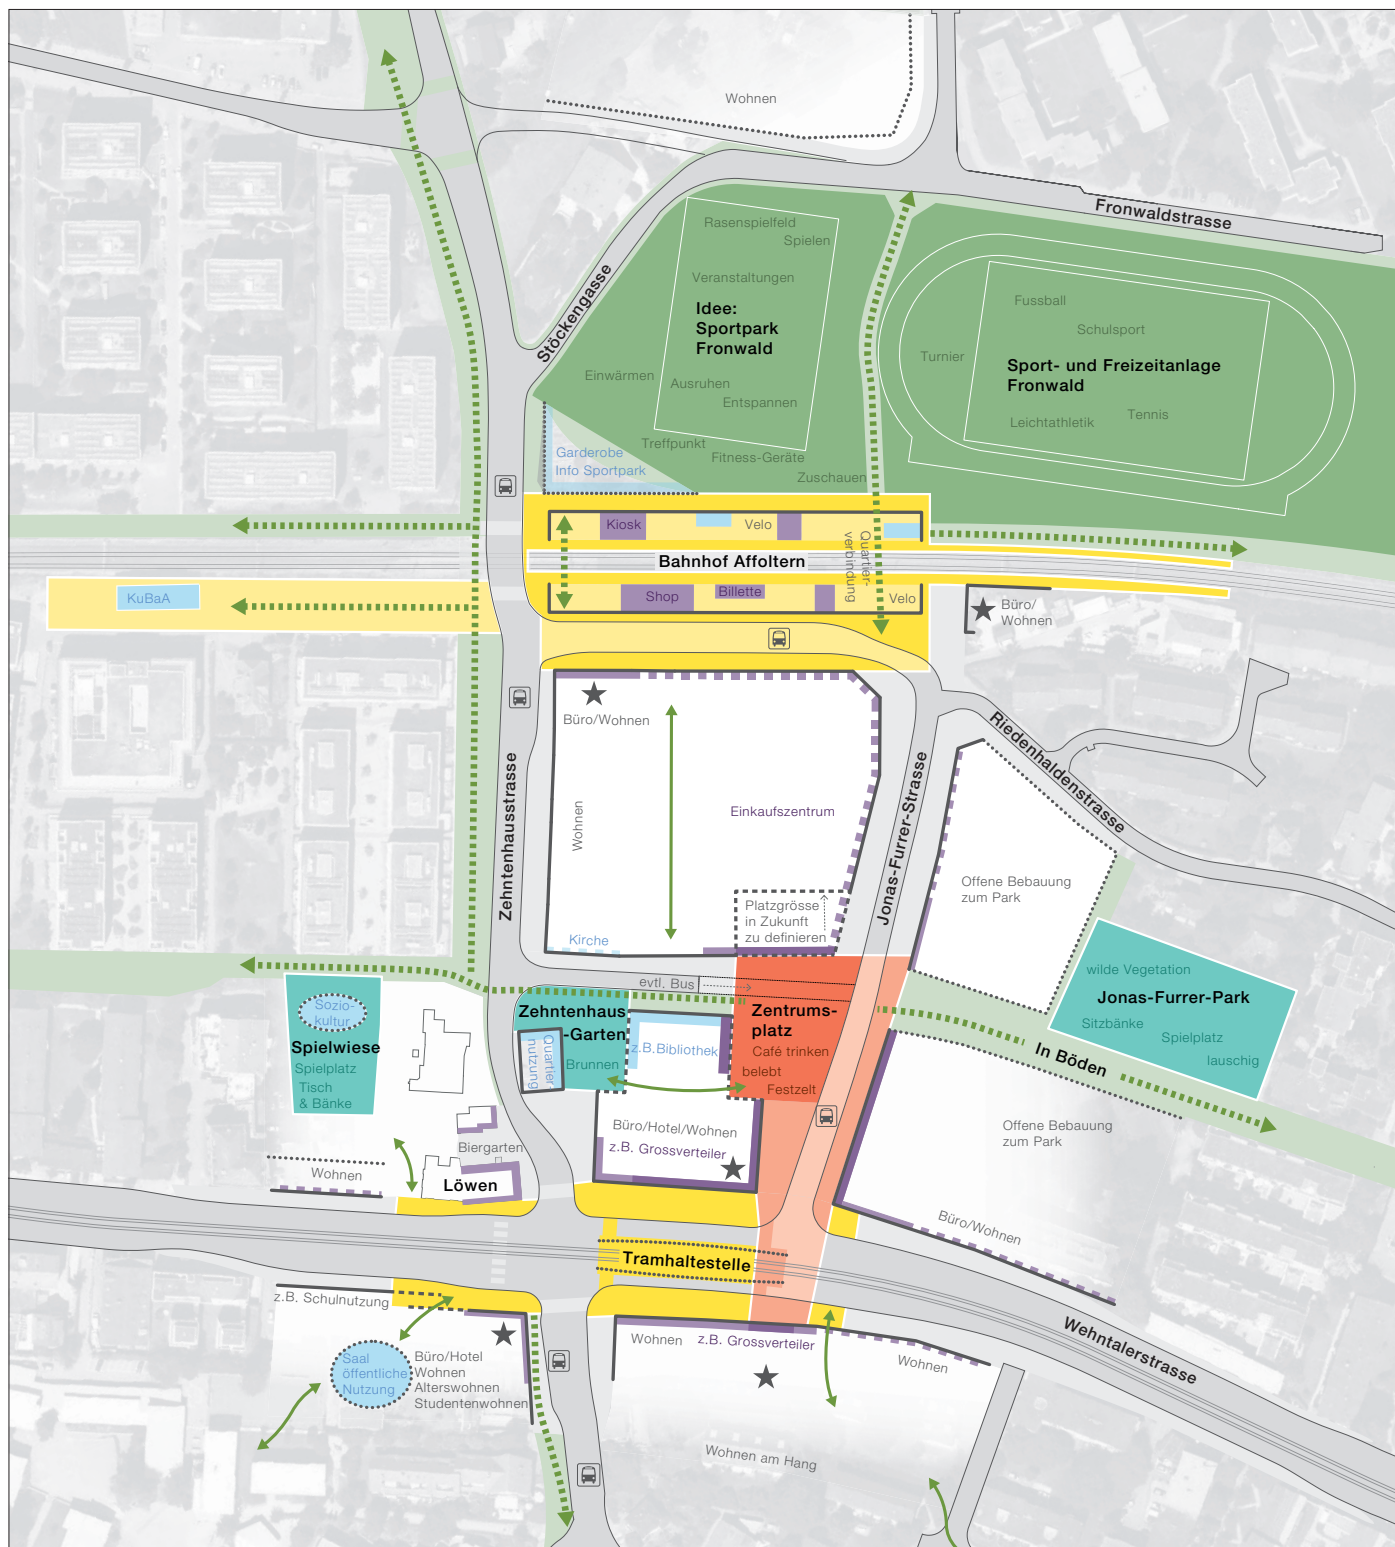 Wohnen
Fronwaldstrasse
Stöckengasse
Rasenspielfeld
Spielen
Veranstaltungen
Idee:
Sportpark
Fronwald
Einwärmen
Ausruhen
Entspannen
Treffpunkt
Fitness-Geräte
Zuschauen
Fussball
Schulsport
Turnier
Sport- und Freizeitanlage
Fronwald
Leichtathletik
Tennis
Garderobe
Info Sportpark
Kiosk
Velo
Quartier-
verbindung
Bahnhof Affoltern
KuBaA
Shop
Billette
Velo
Büro/
Wohnen
Büro/Wohnen
Zehntenhausstrasse
Wohnen
Einkaufszentrum
Jonas-Furrer-Strasse
Riedenhaldenstrasse
Offene Bebauung
zum Park
Platzgrösse
in Zukunft
zu definieren
Kirche
evtl. Bus
wilde Vegetation
Jonas-Furrer-Park
Sitzbänke
Spielplatz
lauschig
In Böden
Sozio-
kultur
Spielwiese
Spielplatz
Tisch
& Bänke
Zehntenhaus
-Garten
Quartier-
nutzung
Brunnen
z.B.Bibliothek
Zentrums-
platz
Café trinken
belebt
Festzelt
Büro/Hotel/Wohnen
z.B. Grossverteiler
Offene Bebauung
zum Park
Biergarten
Löwen
Wohnen
Büro/Wohnen
Tramhaltestelle
z.B. Schulnutzung
Wehntalerstrasse
Saal
öffentliche
Nutzung
Büro/Hotel
Wohnen
Alterswohnen
Studentenwohnen
Wohnen
z.B. Grossverteiler
Wohnen
Wohnen am Hang